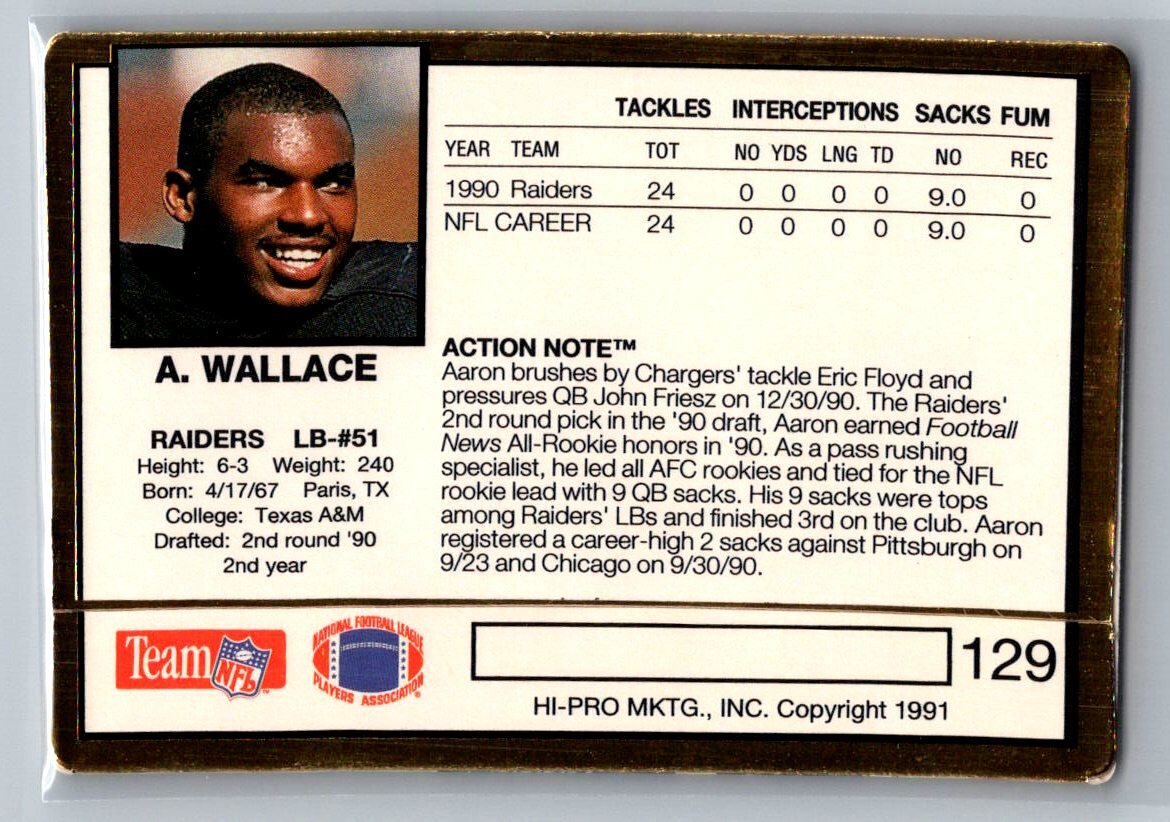 TACKLES INTERCEPTIONS SACKS FUM
YEAR TEAM TOT NO YDS LNG TD NO REC
1990 Raiders 24 0 0 0 0 9.0 0
NFL CAREER 24 0 0 0 0 9.0 0
A. WALLACE
RAIDERS LB-#51
Height: 6-3 Weight: 240
Born: 4/17/67 Paris, TX
College: Texas A&M
Drafted: 2nd round '90
2nd year
ACTION NOTE™
Aaron brushes by Chargers' tackle Eric Floyd and
pressures QB John Friesz on 12/30/90. The Raiders'
2nd round pick in the '90 draft, Aaron earned Football
News All-Rookie honors in '90. As a pass rushing
specialist, he led all AFC rookies and tied for the NFL
rookie lead with 9 QB sacks. His 9 sacks were tops
among Raiders' LBs and finished 3rd on the club. Aaron
registered a career-high 2 sacks against Pittsburgh on
9/23 and Chicago on 9/30/90.
Team NFL™
NATIONAL FOOTBALL LEAGUE
PLAYERS ASSOCIATION®
129
HI-PRO MKTG., INC. Copyright 1991